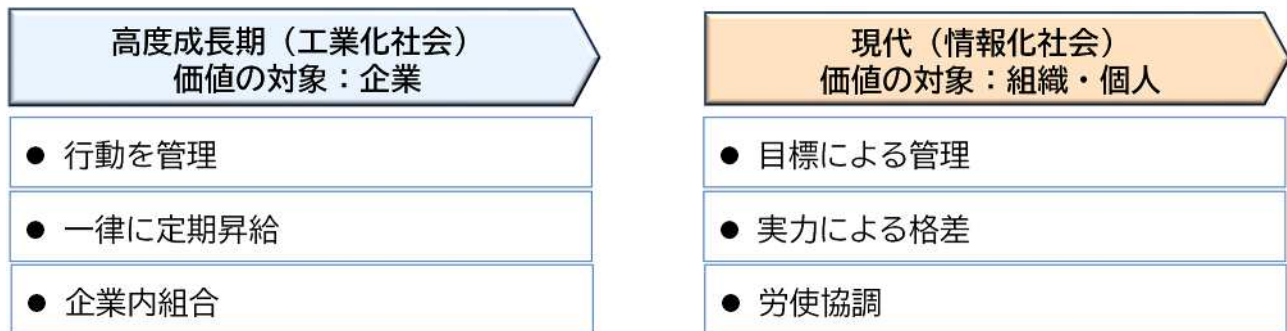 高度成長期（工業化社会）
価値の対象：企業
● 行動を管理
● 一律に定期昇給
● 企業内組合
現代（情報化社会）
価値の対象：組織・個人
● 目標による管理
● 実力による格差
● 労使協調